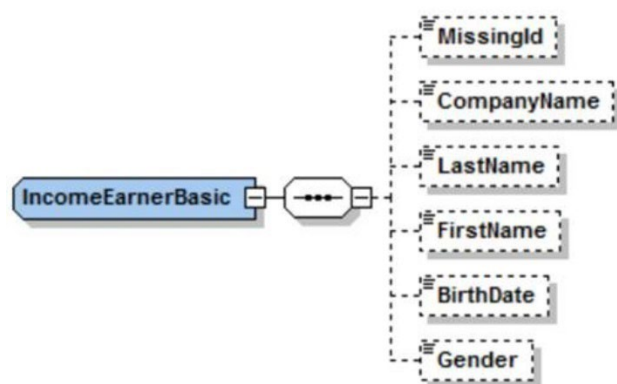 MissingId
CompanyName
LastName
IncomeEarnerBasic
FirstName
BirthDate
Gender